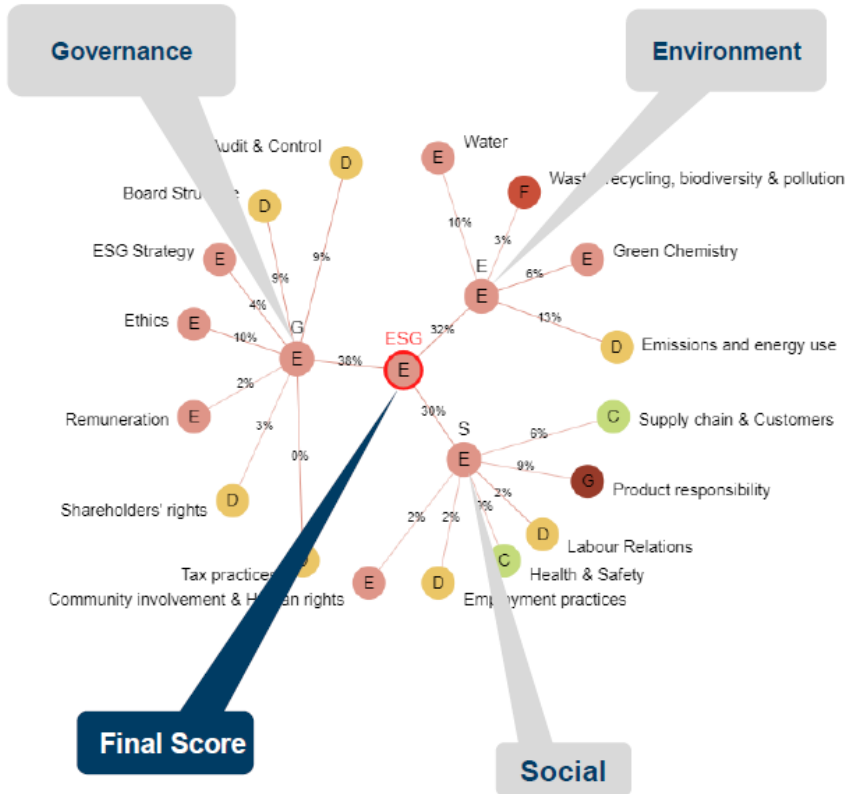 Governance
Environment
Audit & Control
D
Water
E
Board Structure
D
Waste, recycling, biodiversity & pollution
F
10%
3%
ESG Strategy
E
9%
9%
Green Chemistry
E
6%
4%
E
E
Ethics
E
10%
G
E
13%
ESG
E
32%
38%
Emissions and energy use
D
2%
Remuneration
E
30%
Supply chain & Customers
C
6%
3%
S
E
0%
9%
Product responsibility
G
Shareholders' rights
D
2%
2%
2%
Labour Relations
D
Tax practices
C
Health & Safety
Community involvement & Human rights
E
D
Employment practices
Final Score
Social